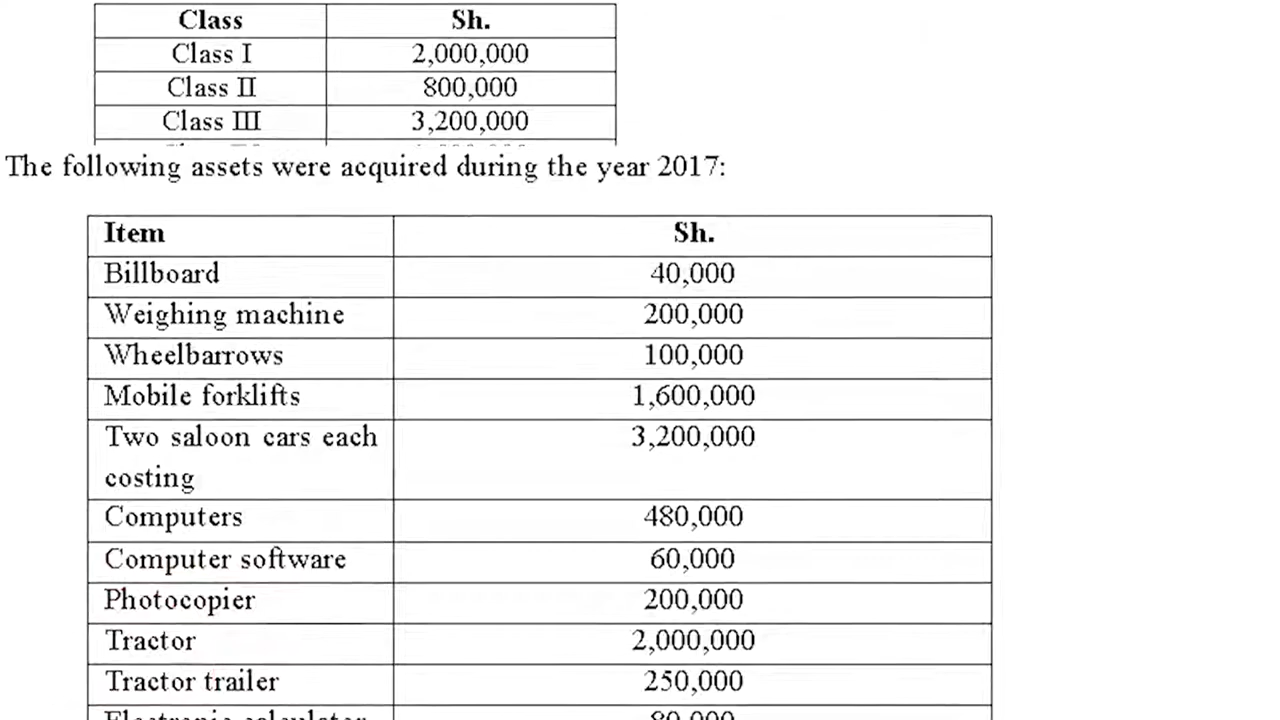 Class Sh.
Class I 2,000,000
Class II 800,000
Class III 3,200,000
The following assets were acquired during the year 2017:
Item Sh.
Billboard 40,000
Weighing machine 200,000
Wheelbarrows 100,000
Mobile forklifts 1,600,000
Two saloon cars each 3,200,000
costing
Computers 480,000
Computer software 60,000
Photocopier 200,000
Tractor 2,000,000
Tractor trailer 250,000